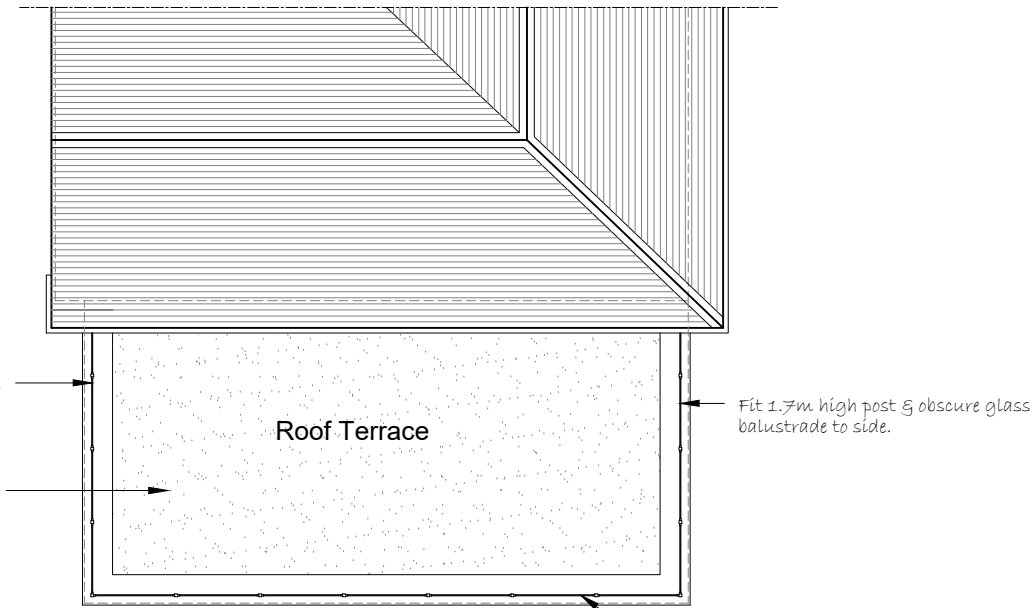 Roof Terrace
Fit 1.7m high post & obscure glass
balustrade to side.